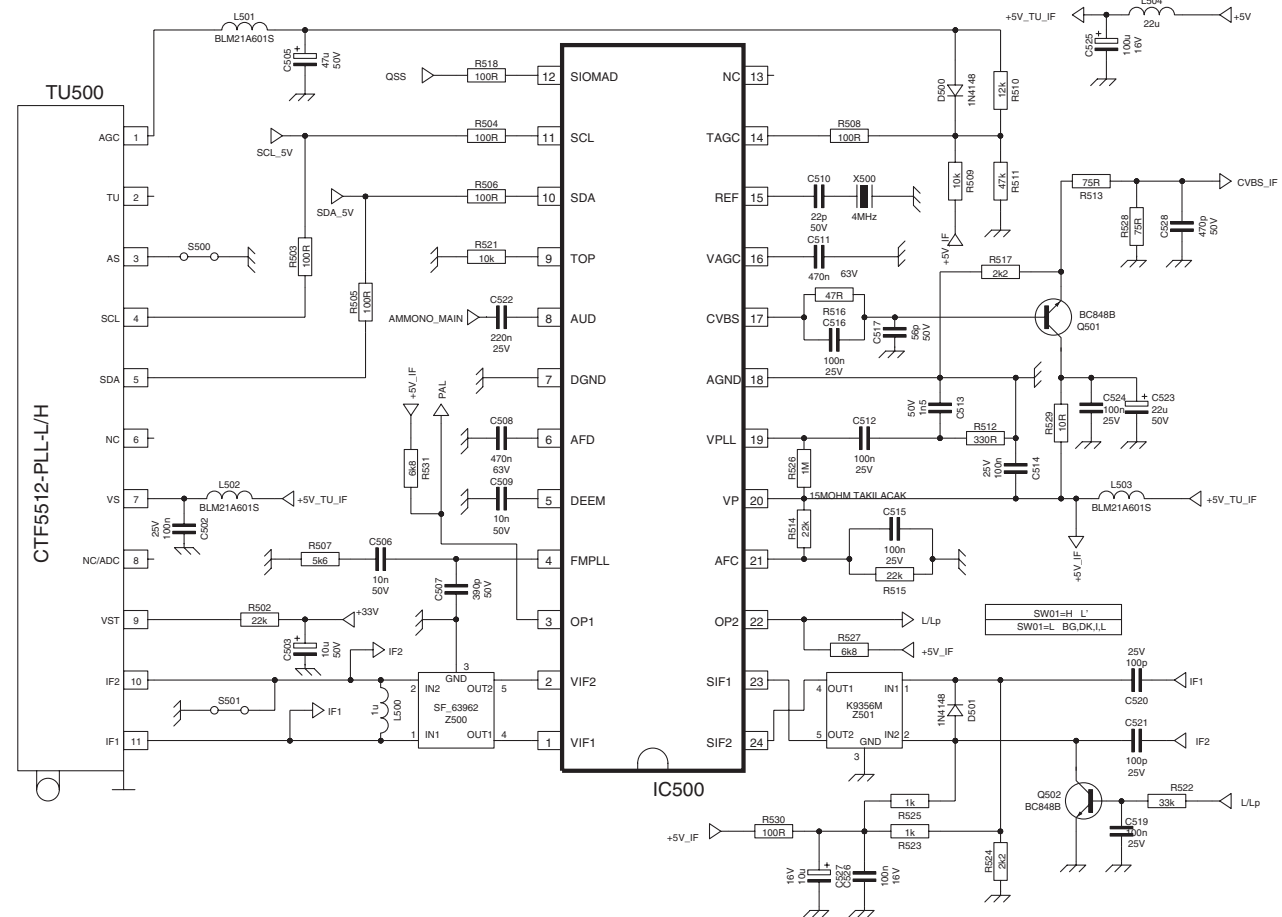 L504
+5V_TU_IF
22u
+5V
C525
100u
16V
L501
BLM21A601S
C505
47u
50V
TU500
CTF5512-PLL-L/H
AGC 1
TU 2
AS 3
SCL 4
SDA 5
NC 6
VS 7
NC/ADC 8
VST 9
IF2 10
IF1 11
QSS
R518
100R
SCL_5V
R504
100R
SDA_5V
R506
100R
S500
R503
100R
R505
100R
R521
10k
AMMONO_MAIN
C522
220n
25V
+5V_IF
PAL
6k8
R531
C508
470n
63V
C509
10n
50V
L502
BLM21A601S
+5V_TU_IF
25V
100n
C502
R507
5k6
C506
10n
50V
C507
390p
50V
R502
22k
+33V
C503
10u
50V
IF2
S501
IF1
1u
L500
3
GND
2 IN2 OUT2 5
SF_63962
Z500
1 IN1 OUT1 4
12 SIOMAD
11 SCL
10 SDA
9 TOP
8 AUD
7 DGND
6 AFD
5 DEEM
4 FMPLL
3 OP1
2 VIF2
1 VIF1
NC 13
TAGC 14
REF 15
VAGC 16
CVBS 17
AGND 18
VPLL 19
VP 20
AFC 21
OP2 22
SIF1 23
SIF2 24
IC500
D500
1N4148
12k
R510
R508
100R
10k
R509
47k
R511
+5V_IF
C510
22p
50V
X500
4MHz
C511
470n
63V
47R
R516
C516
100n
25V
C517
56p
50V
R517
2k2
75R
R513
CVBS_IF
R528
75R
C528
470p
50V
BC848B
Q501
50V
1n5
C513
C512
100n
25V
R512
330R
25V
100n
C514
R529
10R
C524
100n
25V
C523
22u
50V
R526
1M
15MOHM TAKILACAK
R514
22k
L503
BLM21A601S
+5V_TU_IF
+5V_IF
C515
100n
25V
22k
R515
L/Lp
R527
6k8
+5V_IF
SW01=H L'
SW01=L BG,DK,I,L
4 OUT1 IN1 1
K9356M
Z501
5 OUT2 IN2 2
GND
3
1N4148
D501
25V
100p
C520
IF1
C521
100p
25V
IF2
Q502
BC848B
R522
33k
L/Lp
C519
100n
25V
1k
R525
+5V_IF
R530
100R
1k
R523
R524
2k2
16V
10u
C527
C526
100n
16V